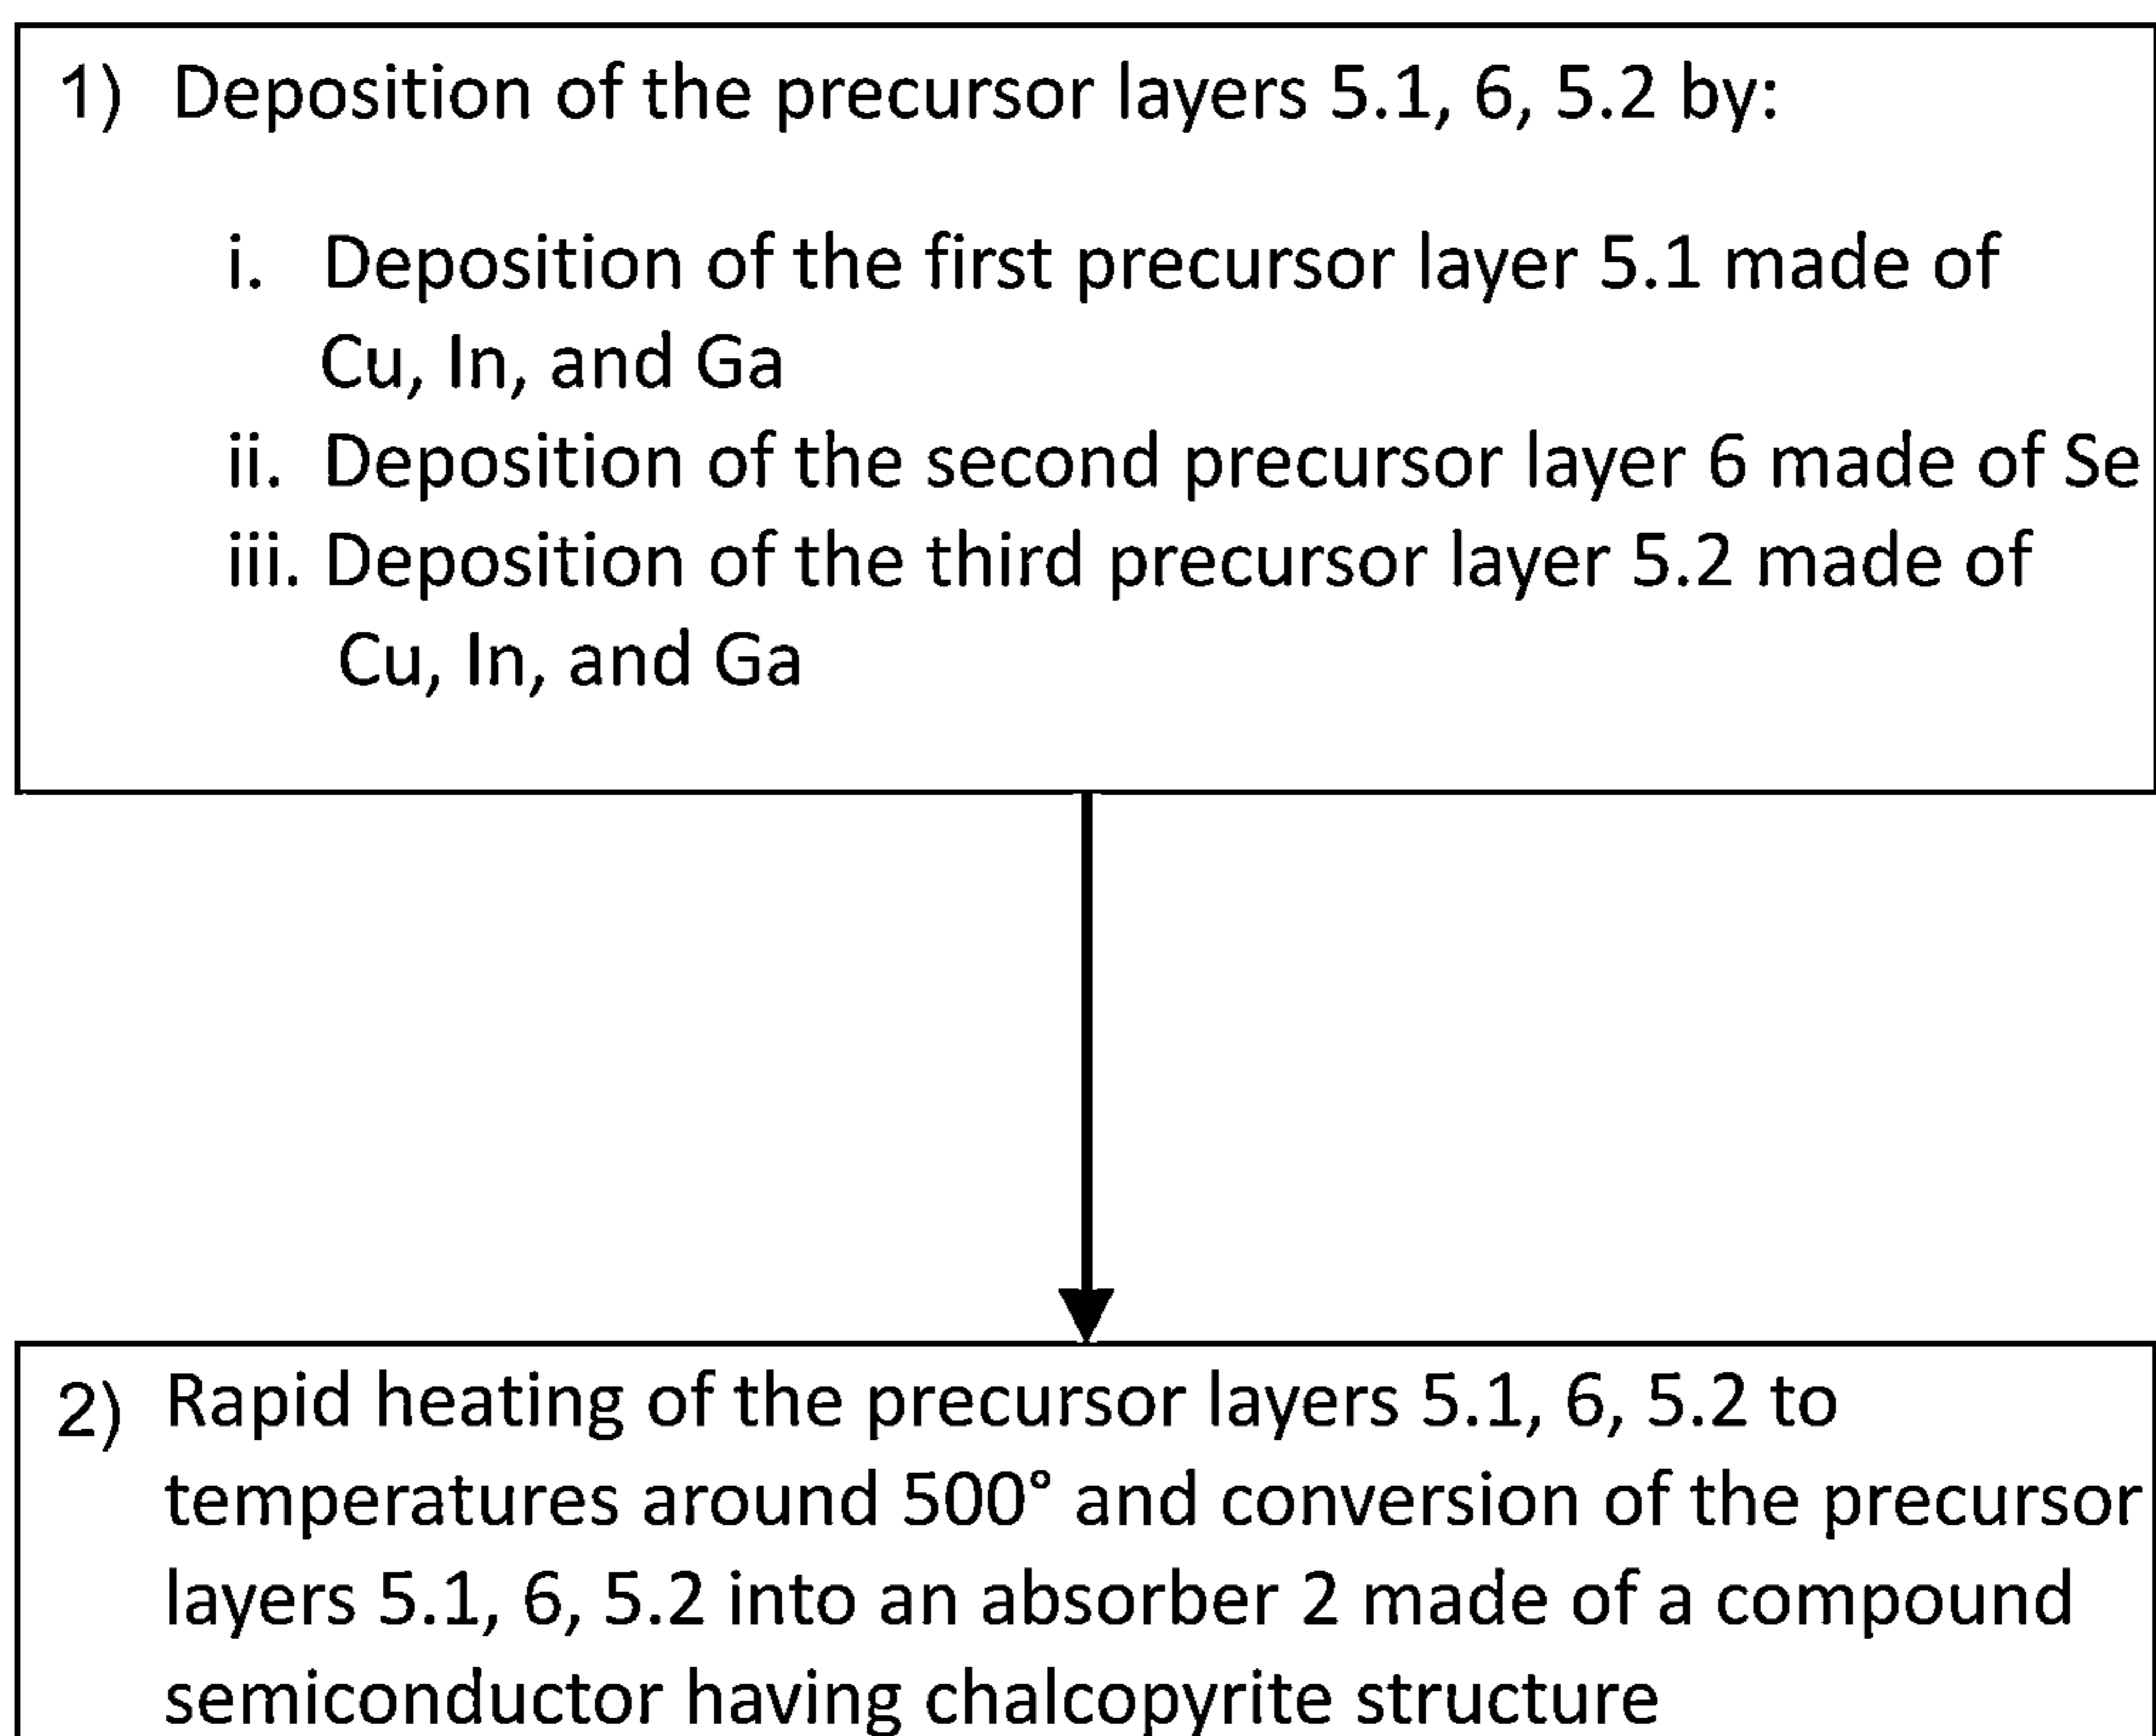 1) Deposition of the precursor layers 5.1, 6, 5.2 by:
i. Deposition of the first precursor layer 5.1 made of
Cu, In, and Ga
ii. Deposition of the second precursor layer 6 made of Se
iii. Deposition of the third precursor layer 5.2 made of
Cu, In, and Ga
2) Rapid heating of the precursor layers 5.1, 6, 5.2 to
temperatures around 500° and conversion of the precursor
layers 5.1, 6, 5.2 into an absorber 2 made of a compound
semiconductor having chalcopyrite structure